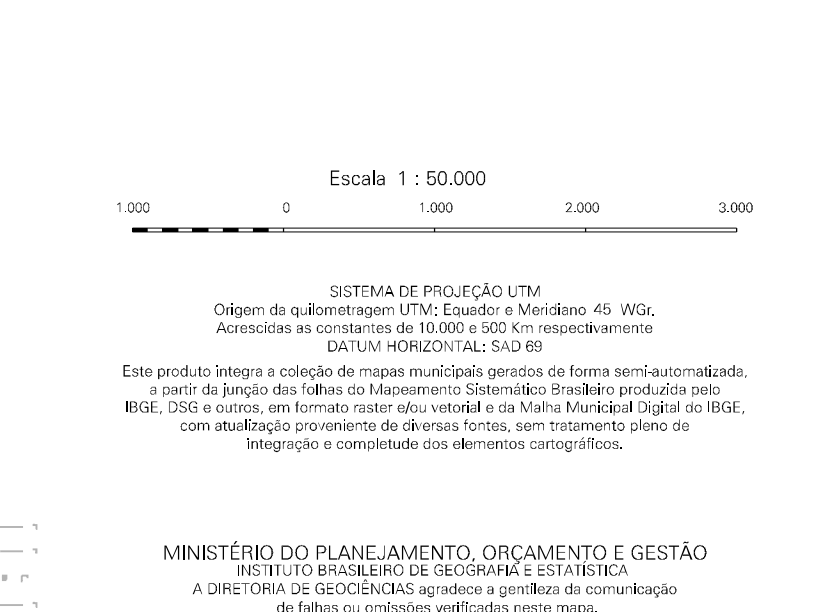 Escala 1 : 50.000
1.000 0 1.000 2.000 3.000
SISTEMA DE PROJEÇÃO UTM
Origem da quilometragem UTM: Equador e Meridiano 45 WGr.
Acrescidas as constantes de 10.000 e 500 Km respectivamente
DATUM HORIZONTAL: SAD 69
Este produto integra a coleção de mapas municipais gerados de forma semi-automatizada,
a partir da junção das folhas do Mapeamento Sistemático Brasileiro produzida pelo
IBGE, DSG e outros, em formato raster e/ou vetorial e da Malha Municipal Digital do IBGE,
com atualização proveniente de diversas fontes, sem tratamento pleno de
integração e completude dos elementos cartográficos.
MINISTÉRIO DO PLANEJAMENTO, ORÇAMENTO E GESTÃO
INSTITUTO BRASILEIRO DE GEOGRAFIA E ESTATÍSTICA
A DIRETORIA DE GEOCIÊNCIAS agradece a gentileza da comunicação
de falhas ou omissões verificadas neste mapa.